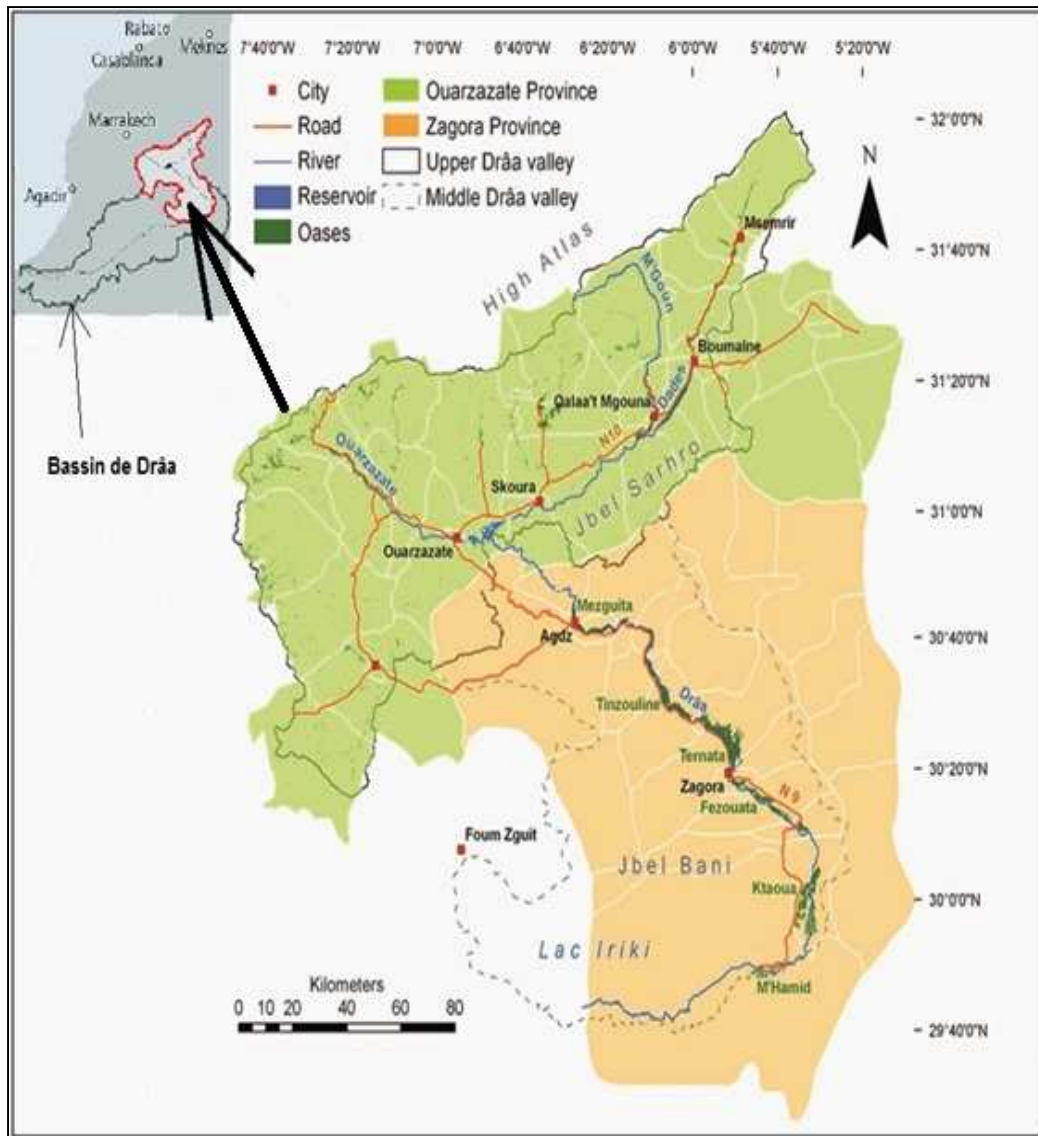 Rabato
Meknes
Casablanca
Marrakech
Agadir
Bassin de Drâa
7°40'0"W
7°20'0"W
7°0'0"W
6°40'0"W
6°20'0"W
6°0'0"W
5°40'0"W
5°20'0"W
City
Road
River
Reservoir
Oases
Ouarzazate Province
Zagora Province
Upper Drâa valley
Middle Drâa valley
N
32°0'0"N
31°40'0"N
31°20'0"N
31°0'0"N
30°40'0"N
30°20'0"N
30°0'0"N
29°40'0"N
High Atlas
M'Goun
Msemrir
Boumalne
Qalaa't Mgouna
Dades
N10
Jbel Sarhro
Ouarzazate
Skoura
Ouarzazate
Mezguita
Agdz
Tinzouline
Drâa
Ternata
Zagora
N 9
Fezouata
Foum Zguit
Jbel Bani
Ktaoua
Lac Iriki
M'Hamid
Kilometers
0 10 20 40 60 80